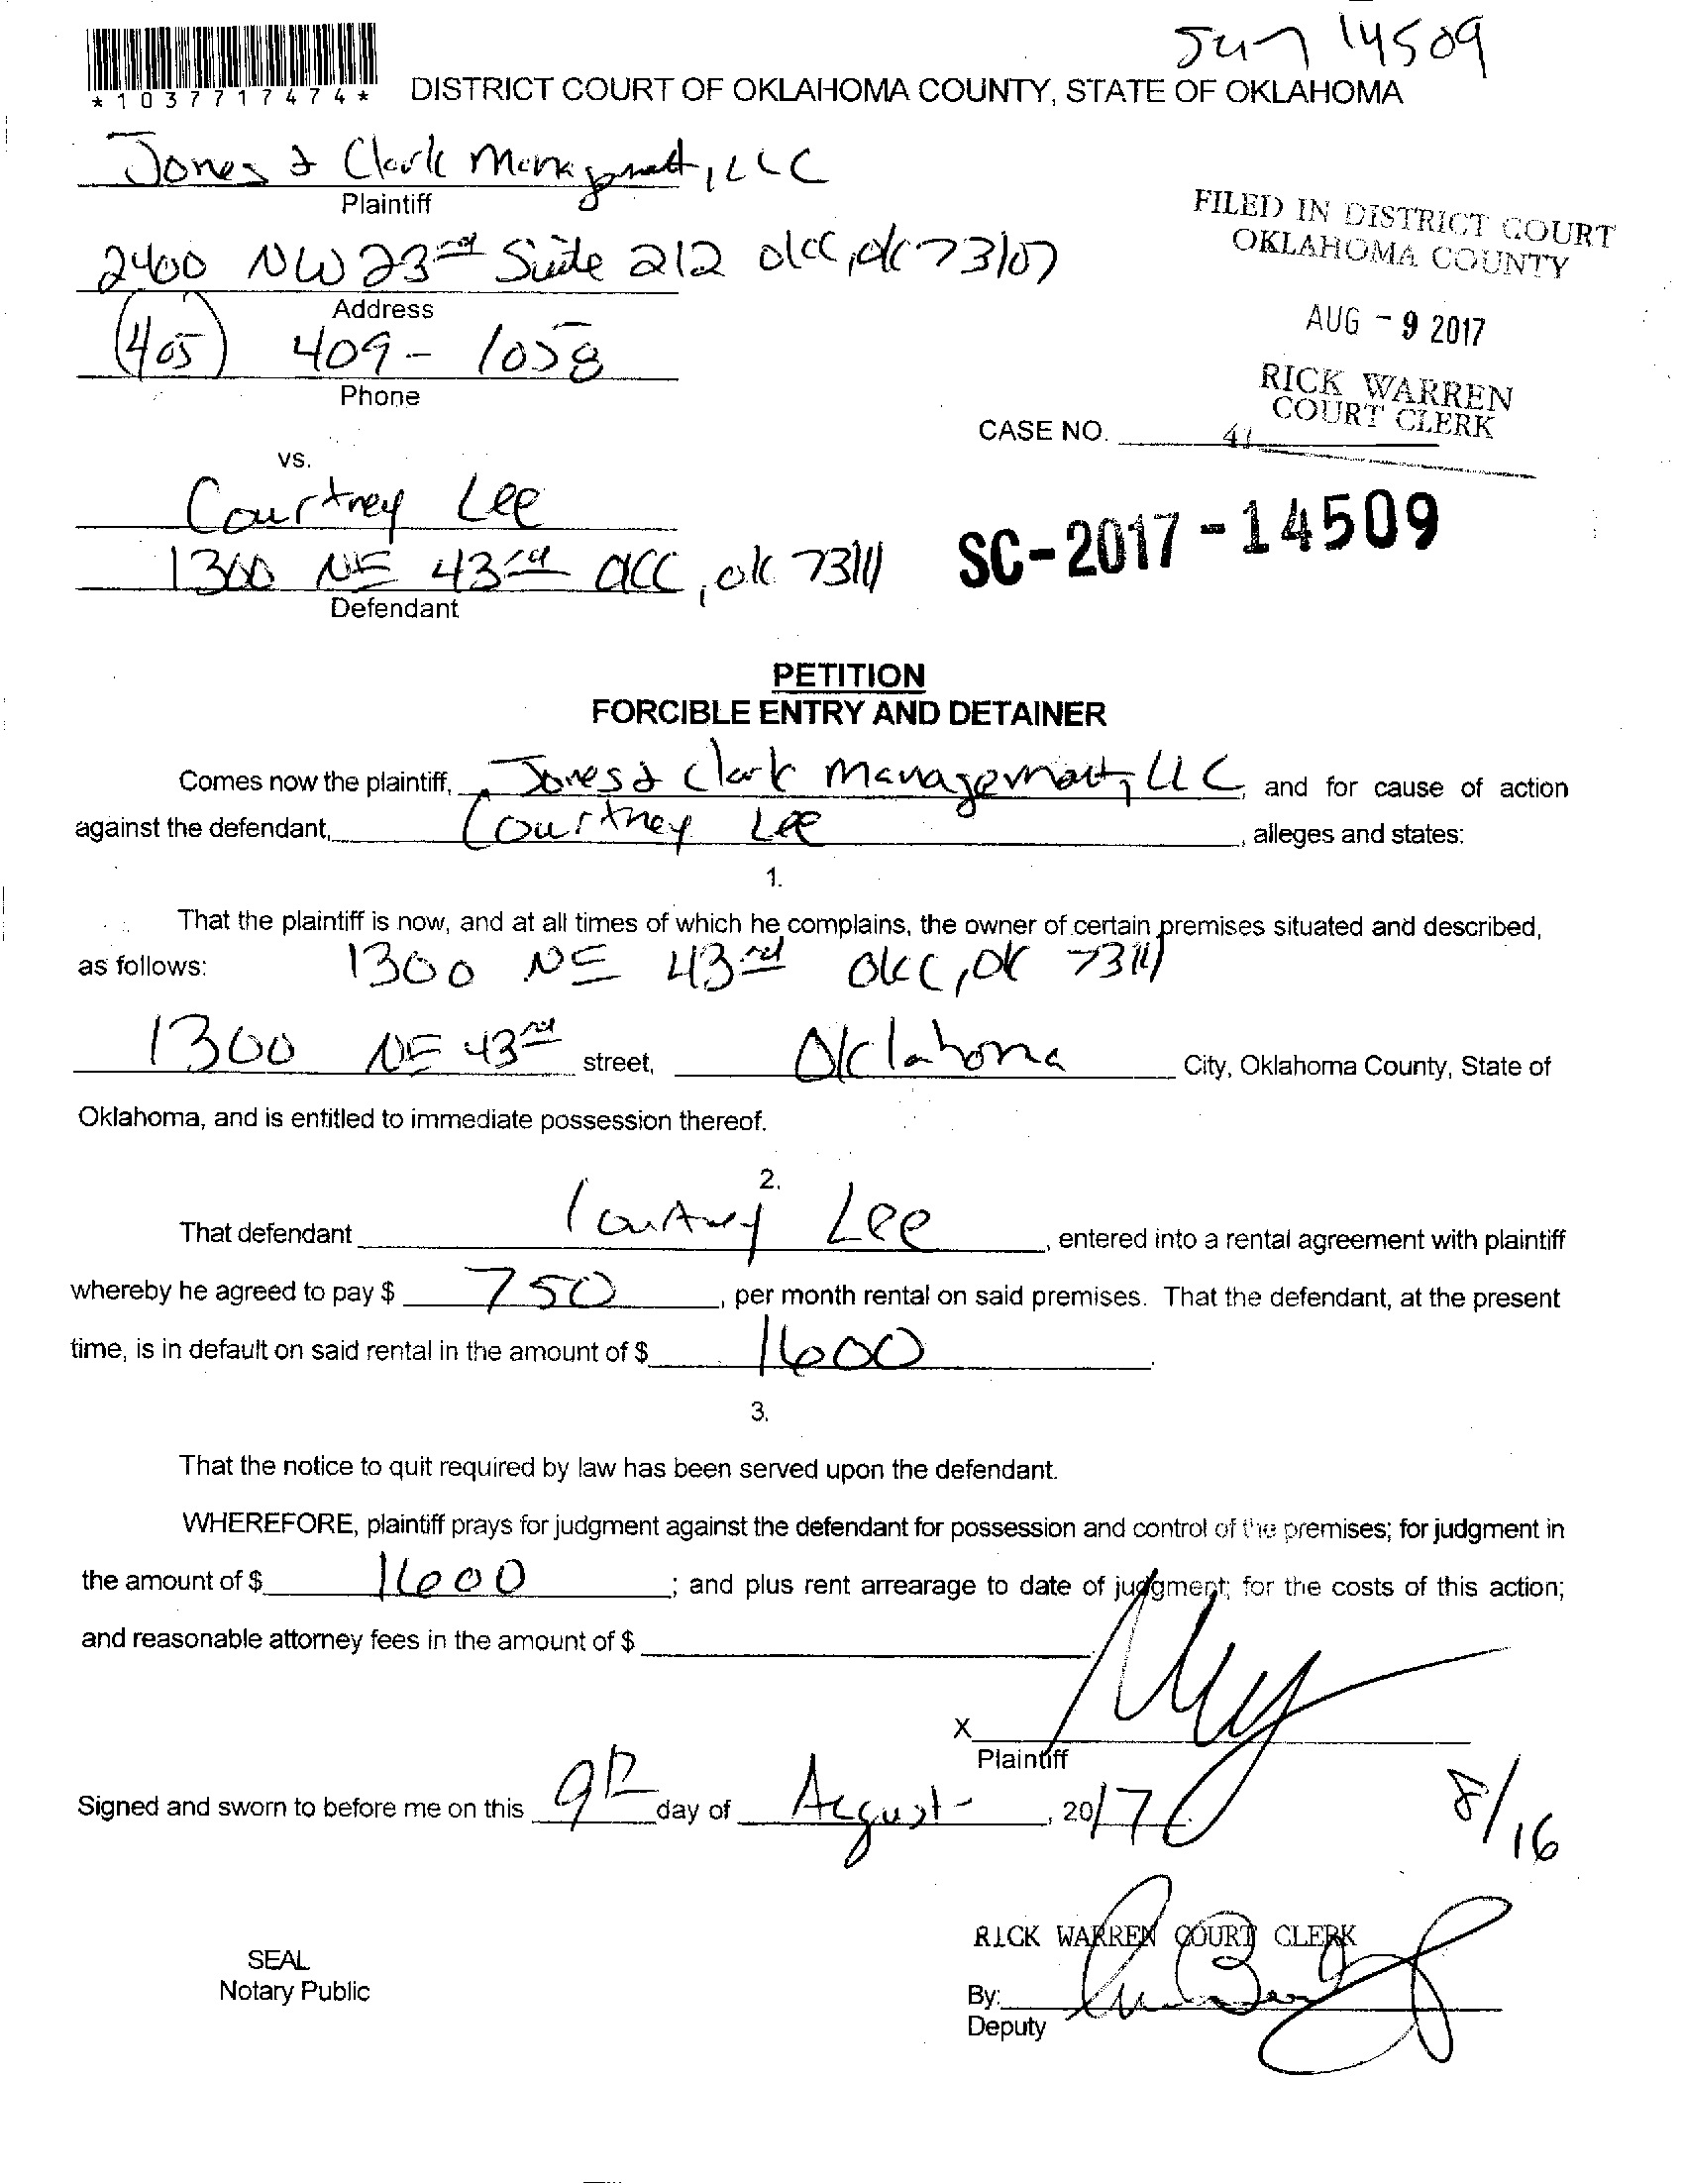 14509
*1037717474*
DISTRICT COURT OF OKLAHOMA COUNTY, STATE OF OKLAHOMA
Jones & Clark Management, LLC
Plaintiff
2400 NW 23rd Suite 212 OKC, OK 73107
Address
(405) 409-1058
Phone
FILED IN DISTRICT COURT
OKLAHOMA COUNTY
AUG - 9 2017
RICK WARREN
COURT CLERK
CASE NO.
41
vs.
Courtney Lee
1300 NE 43rd OKC, OK 73111
Defendant
SC-2017-14509
PETITION
FORCIBLE ENTRY AND DETAINER
Comes now the plaintiff, Jones & Clark Management, LLC, and for cause of action
against the defendant, Courtney Lee, alleges and states:
1.
That the plaintiff is now, and at all times of which he complains, the owner of certain premises situated and described,
as follows: 1300 NE 43rd OKC, OK 73111
1300 NE 43rd street, Oklahoma City, Oklahoma County, State of
Oklahoma, and is entitled to immediate possession thereof.
2.
That defendant Courtney Lee, entered into a rental agreement with plaintiff
whereby he agreed to pay $ 750, per month rental on said premises. That the defendant, at the present
time, is in default on said rental in the amount of $ 1600.
3.
That the notice to quit required by law has been served upon the defendant.
WHEREFORE, plaintiff prays for judgment against the defendant for possession and control of the premises; for judgment in
the amount of $ 1600; and plus rent arrearage to date of judgment; for the costs of this action;
and reasonable attorney fees in the amount of $
X
Plaintiff
Signed and sworn to before me on this 9th day of August, 2017.
8/16
RICK WARREN COURT CLERK
SEAL
Notary Public
By:
Deputy